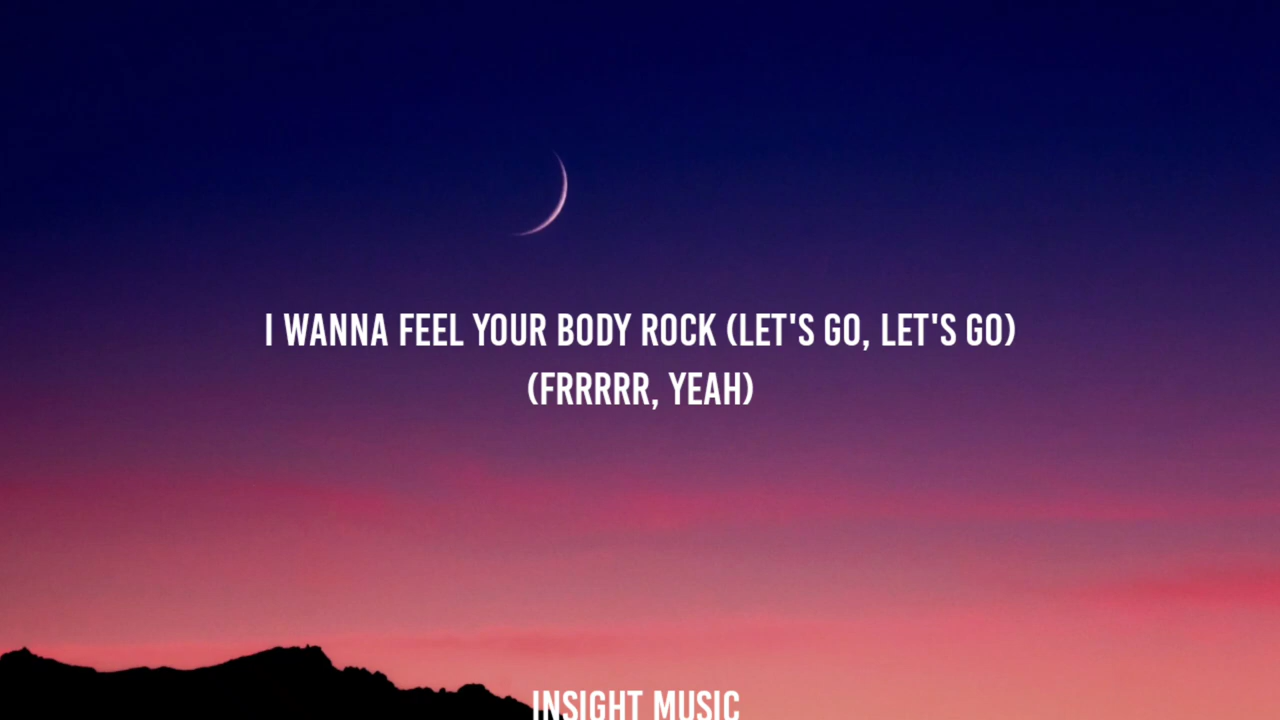 I WANNA FEEL YOUR BODY ROCK (LET'S GO, LET'S GO)
(FRRRRR, YEAH)
INSIGHT MUSIC